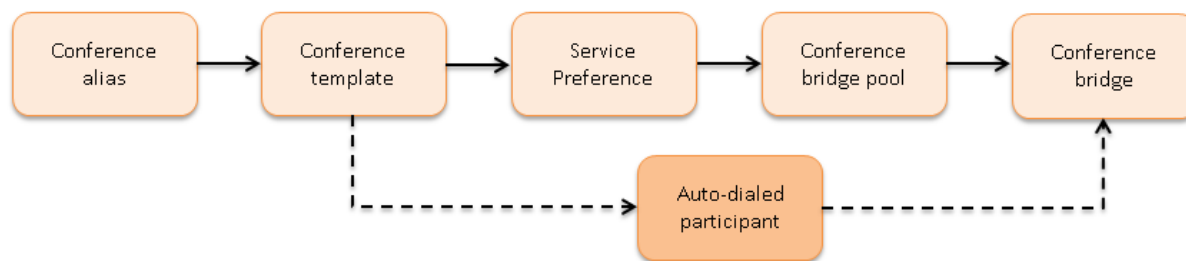 Conference
alias
Conference
template
Service
Preference
Conference
bridge pool
Conference
bridge
Auto-dialed
participant